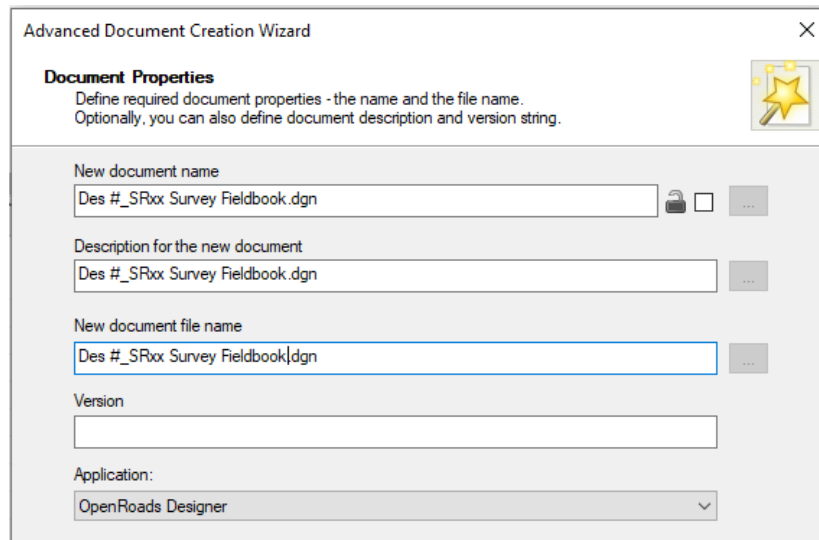 Advanced Document Creation Wizard
Document Properties
Define required document properties - the name and the file name.
Optionally, you can also define document description and version string.
New document name
Des #_SRxx Survey Fieldbook.dgn
...
Description for the new document
Des #_SRxx Survey Fieldbook.dgn
...
New document file name
Des #_SRxx Survey Fieldbook.dgn
...
Version
Application:
OpenRoads Designer